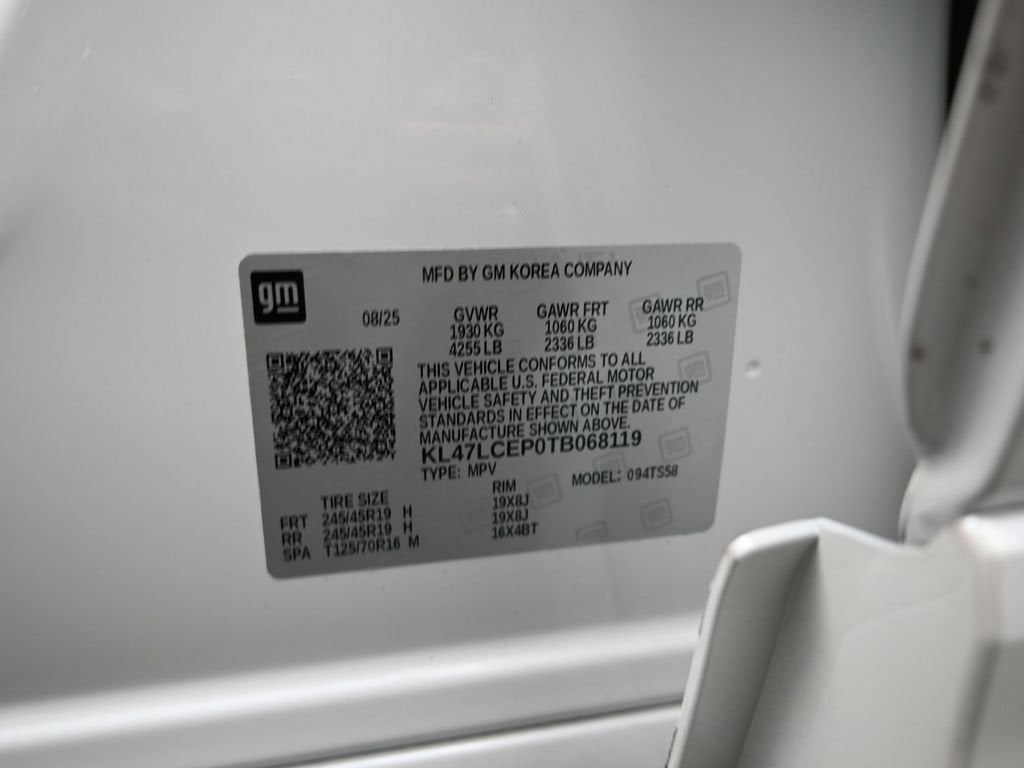 MFD BY GM KOREA COMPANY
gm
08/25
GVWR GAWR FRT GAWR RR
1930 KG 1060 KG 1060 KG
4255 LB 2336 LB 2336 LB
THIS VEHICLE CONFORMS TO ALL
APPLICABLE U.S. FEDERAL MOTOR
VEHICLE SAFETY AND THEFT PREVENTION
STANDARDS IN EFFECT ON THE DATE OF
MANUFACTURE SHOWN ABOVE.
KL47LCEP0TB068119
TYPE: MPV MODEL: 094TS58
TIRE SIZE RIM
FRT 245/45R19 H 19X8J
RR 245/45R19 H 19X8J
SPA T125/70R16 M 16X4BT